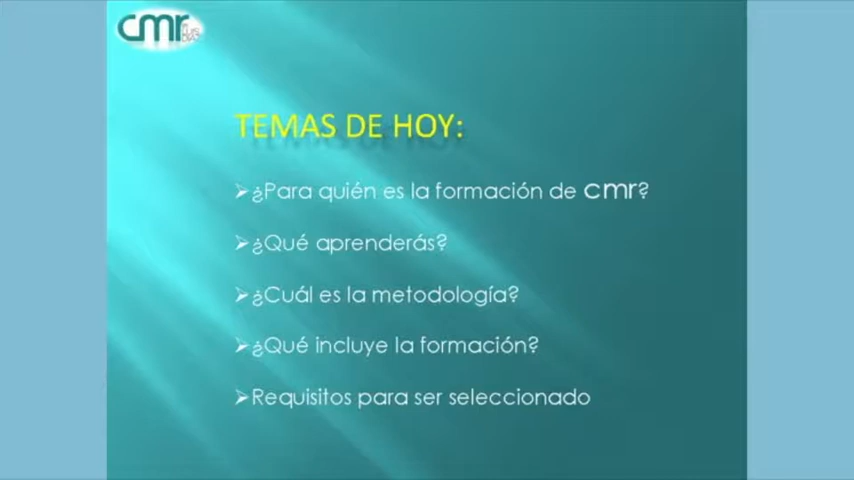 cmr
TEMAS DE HOY:
➢¿Para quién es la formación de cmr?
➢¿Qué aprenderás?
➢¿Cuál es la metodología?
➢¿Qué incluye la formación?
➢Requisitos para ser seleccionado